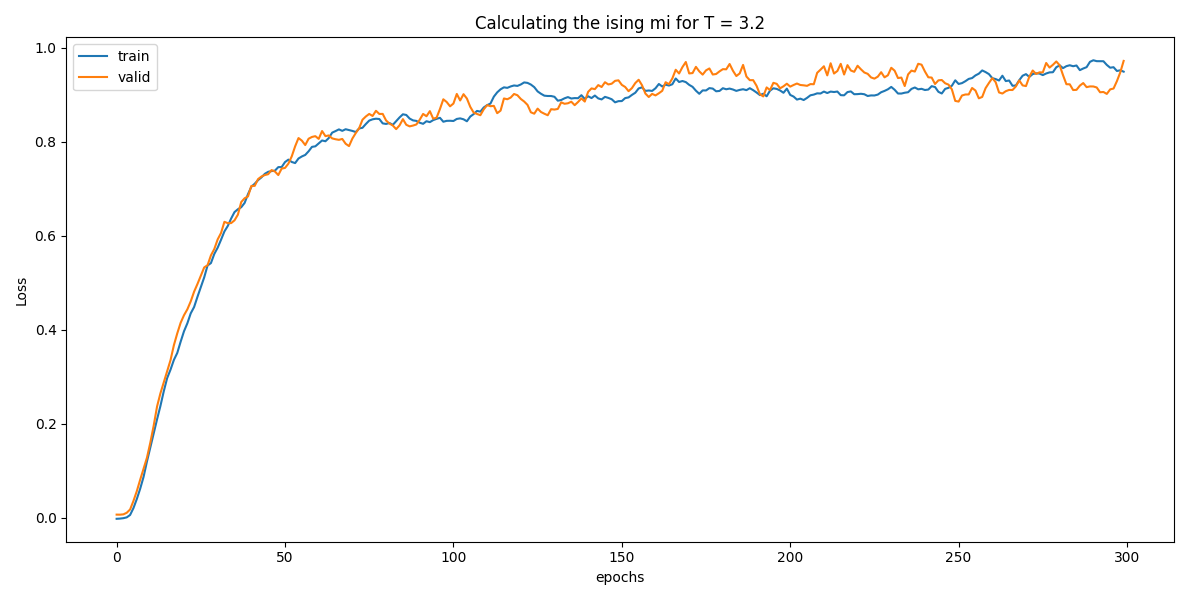 Calculating the ising mi for T = 3.2
train
valid
Loss
1.0
0.8
0.6
0.4
0.2
0.0
0 50 100 150 200 250 300
epochs